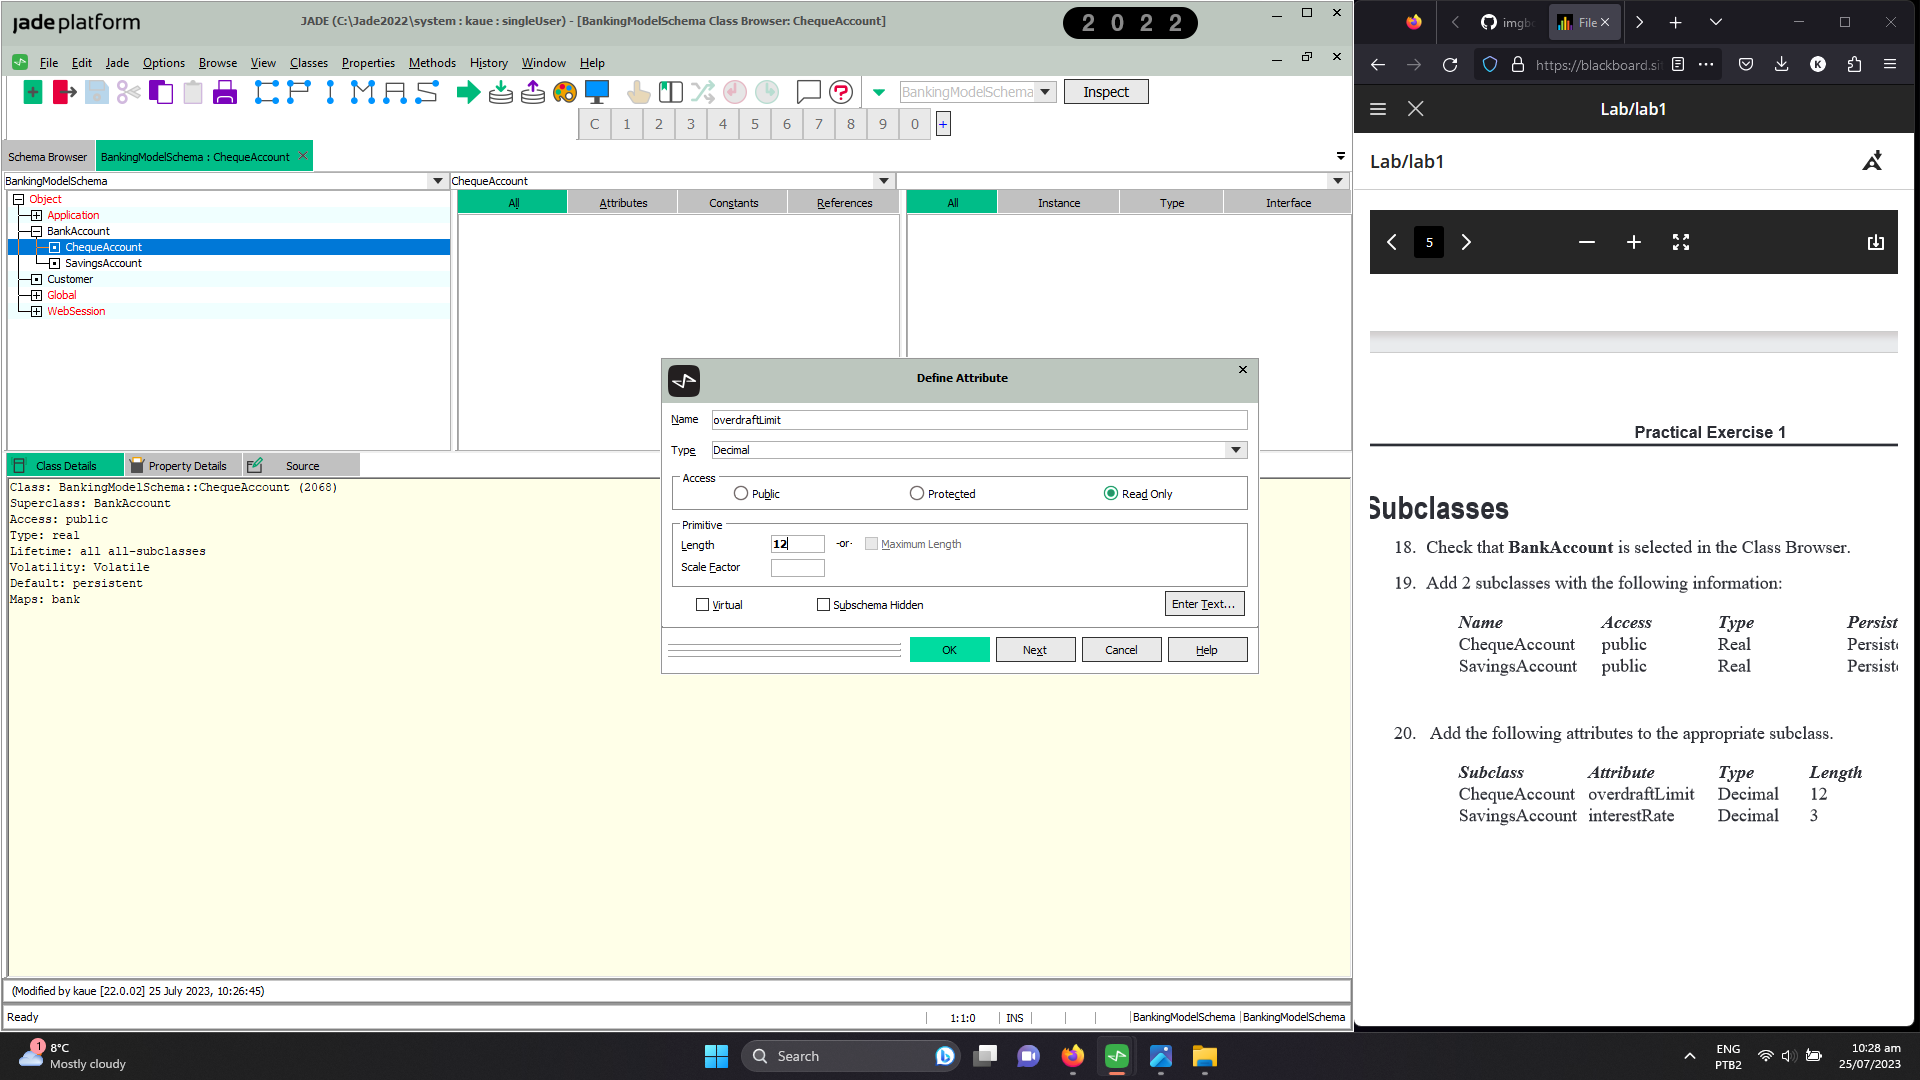 jade platform
JADE (C:\Jade2022\system : kaue : singleUser) - [BankingModelSchema Class Browser: ChequeAccount]
2 0 2 2
File Edit Jade Options Browse View Classes Properties Methods History Window Help
BankingModelSchema
Inspect
C 1 2 3 4 5 6 7 8 9 0 +
Schema Browser
BankingModelSchema : ChequeAccount
BankingModelSchema
ChequeAccount
Object
Application
BankAccount
ChequeAccount
SavingsAccount
Customer
Global
WebSession
All Attributes Constants References
All Instance Type Interface
Define Attribute
Name overdraftLimit
Type Decimal
Access
Public Protected Read Only
Primitive
Length 12 -or- Maximum Length
Scale Factor
Virtual Subschema Hidden Enter Text...
OK Next Cancel Help
Class Details Property Details Source
Class: BankingModelSchema::ChequeAccount (2068)
Superclass: BankAccount
Access: public
Type: real
Lifetime: all all-subclasses
Volatility: Volatile
Default: persistent
Maps: bank
(Modified by kaue [22.0.02] 25 July 2023, 10:26:45)
Ready
1:1:0 INS BankingModelSchema BankingModelSchema
imgb
File
https://blackboard.si
K
Lab/lab1
Lab/lab1
5
Practical Exercise 1
Subclasses
18. Check that BankAccount is selected in the Class Browser.
19. Add 2 subclasses with the following information:
Name Access Type Persist
ChequeAccount public Real Persiste
SavingsAccount public Real Persiste
20. Add the following attributes to the appropriate subclass.
Subclass Attribute Type Length
ChequeAccount overdraftLimit Decimal 12
SavingsAccount interestRate Decimal 3
1
8°C
Mostly cloudy
Search
ENG
PTB2
10:28 am
25/07/2023